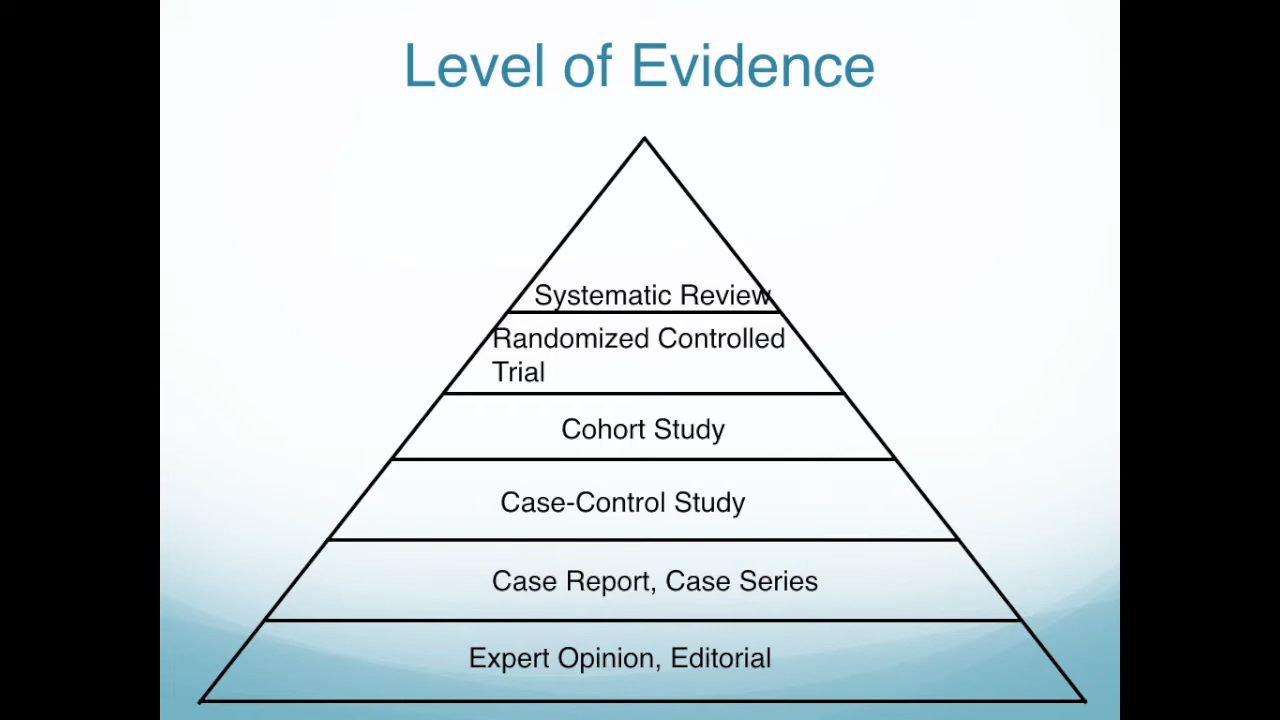 Level of Evidence
Systematic Review
Randomized Controlled
Trial
Cohort Study
Case-Control Study
Case Report, Case Series
Expert Opinion, Editorial